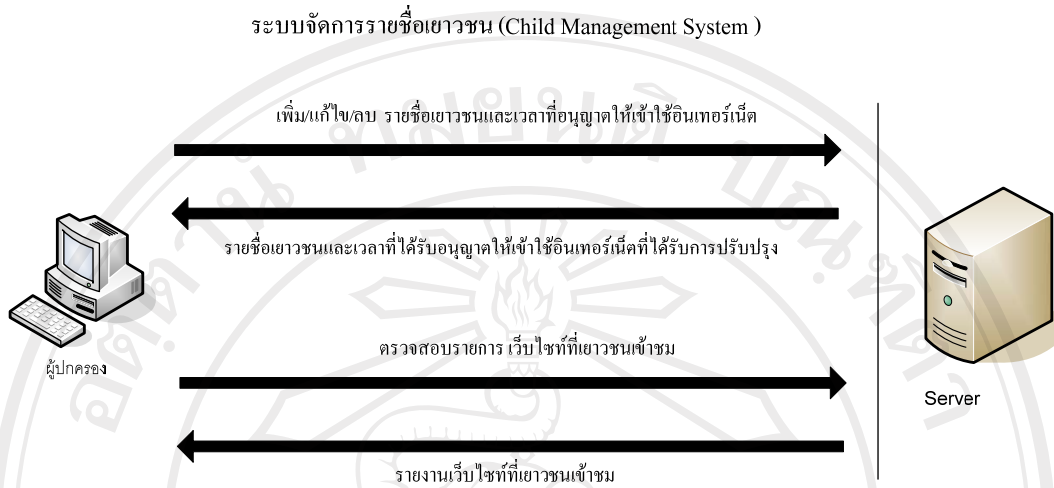 ระบบจัดการรายชื่อเยาวชน (Child Management System )
เพิ่ม/แก้ไข/ลบ รายชื่อเยาวชนและเวลาที่อนุญาตให้เข้าใช้อินเทอร์เน็ต
รายชื่อเยาวชนและเวลาที่ได้รับอนุญาตให้เข้าใช้อินเทอร์เน็ตที่ได้รับการปรับปรุง
ตรวจสอบรายการ เว็บไซท์ที่เยาวชนเข้าชม
ผู้ปกครอง
Server
รายงานเว็บไซท์ที่เยาวชนเข้าชม